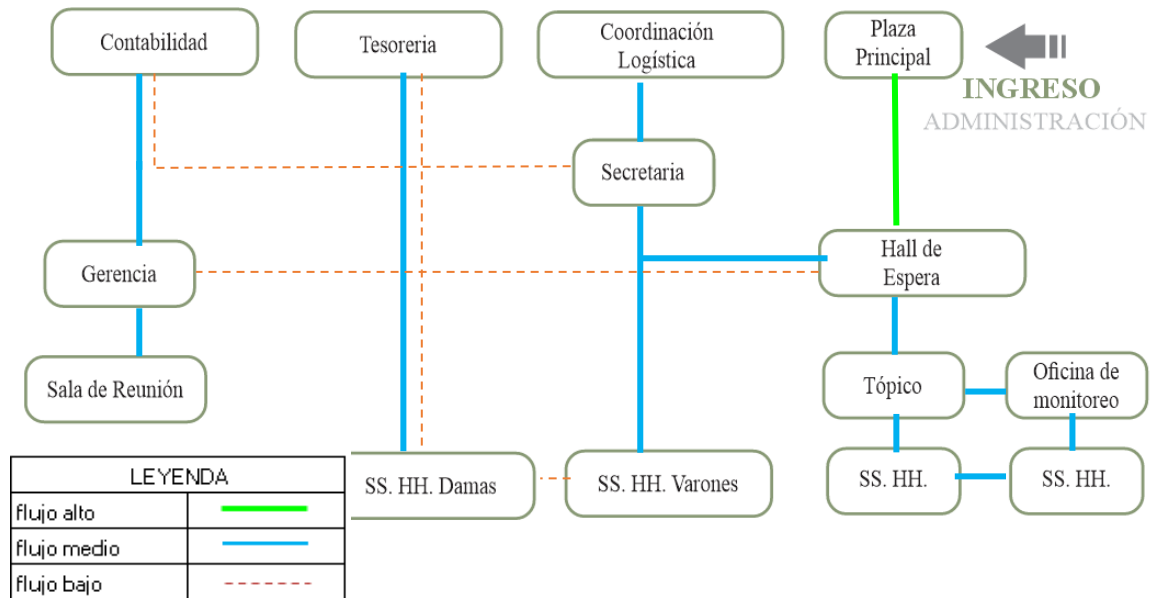 Contabilidad
Tesoreria
Coordinación
Logística
Plaza
Principal
INGRESO
ADMINISTRACIÓN
Secretaria
Gerencia
Hall de
Espera
Sala de Reunión
Tópico
Oficina de
monitoreo
SS. HH. Damas
SS. HH. Varones
SS. HH.
SS. HH.
LEYENDA
flujo alto
flujo medio
flujo bajo